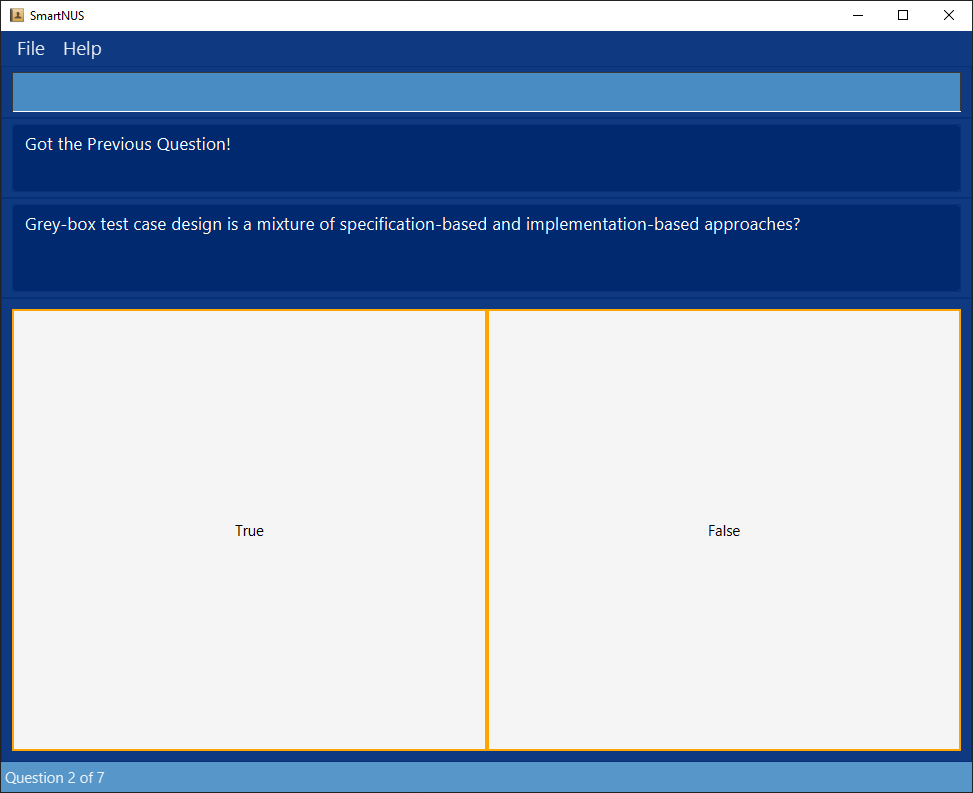 SmartNUS
File Help
Got the Previous Question!
Grey-box test case design is a mixture of specification-based and implementation-based approaches?
True False
Question 2 of 7